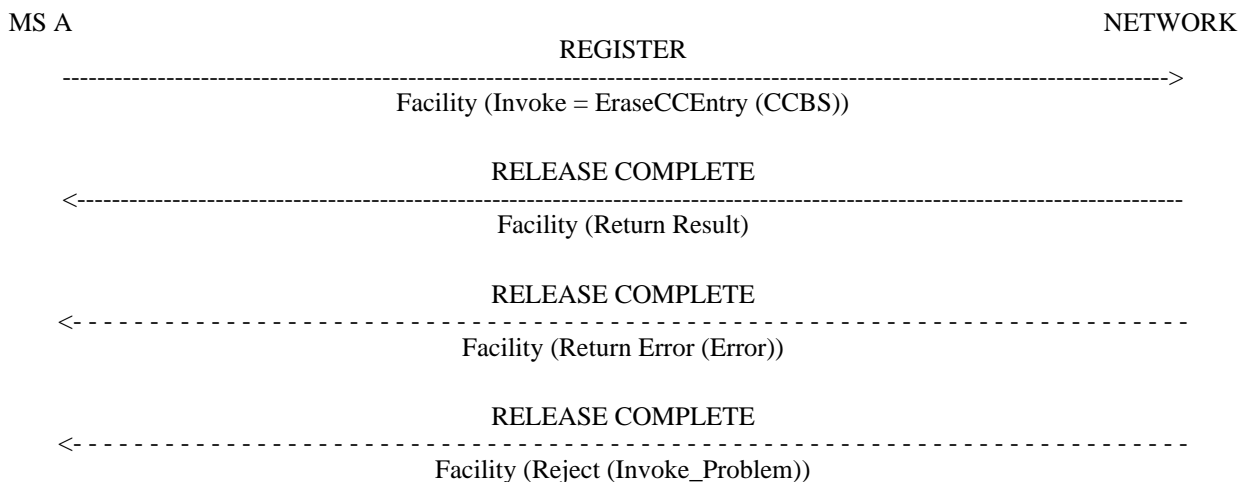 MS A NETWORK
REGISTER
Facility (Invoke = EraseCCEntry (CCBS))
RELEASE COMPLETE
Facility (Return Result)
RELEASE COMPLETE
Facility (Return Error (Error))
RELEASE COMPLETE
Facility (Reject (Invoke_Problem))